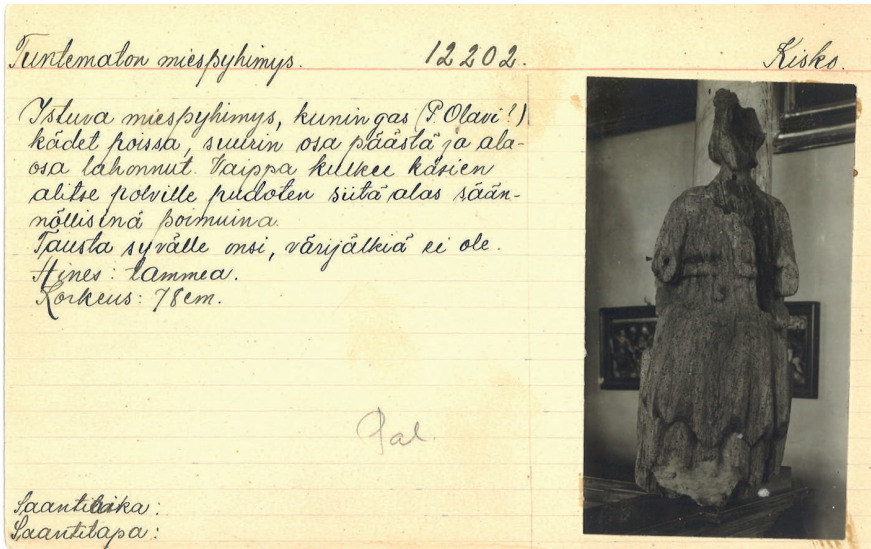 Tuntematon miespyhimys. 12202. Kisko.
Istuva miespyhimys, kuningas (P. Olavi!)
kädet poissa, suurin osa päästä ja ala-
osa lahonnut. Vaippa kulkee käsien
alitse polville pudoten siitä alas sään-
nöllisinä poimuina.
Tausta syvälle onsi, värijälkiä ei ole.
Aines: tammea.
Korkeus: 78 cm.
Pal.
Saantiaika:
Saantitapa: